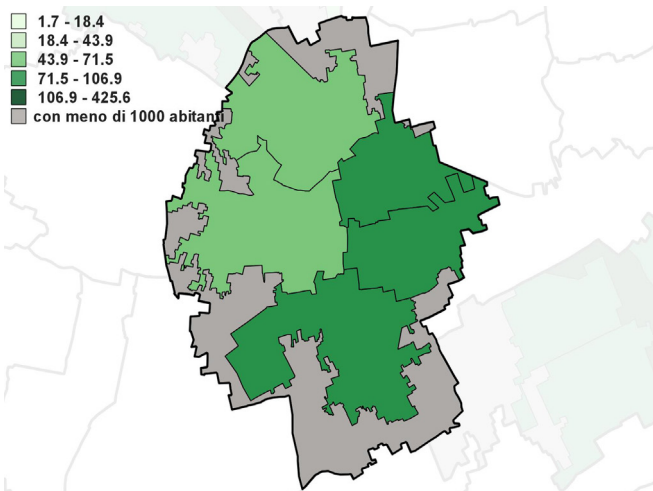 1.7 - 18.4
18.4 - 43.9
43.9 - 71.5
71.5 - 106.9
106.9 - 425.6
con meno di 1000 abitanti